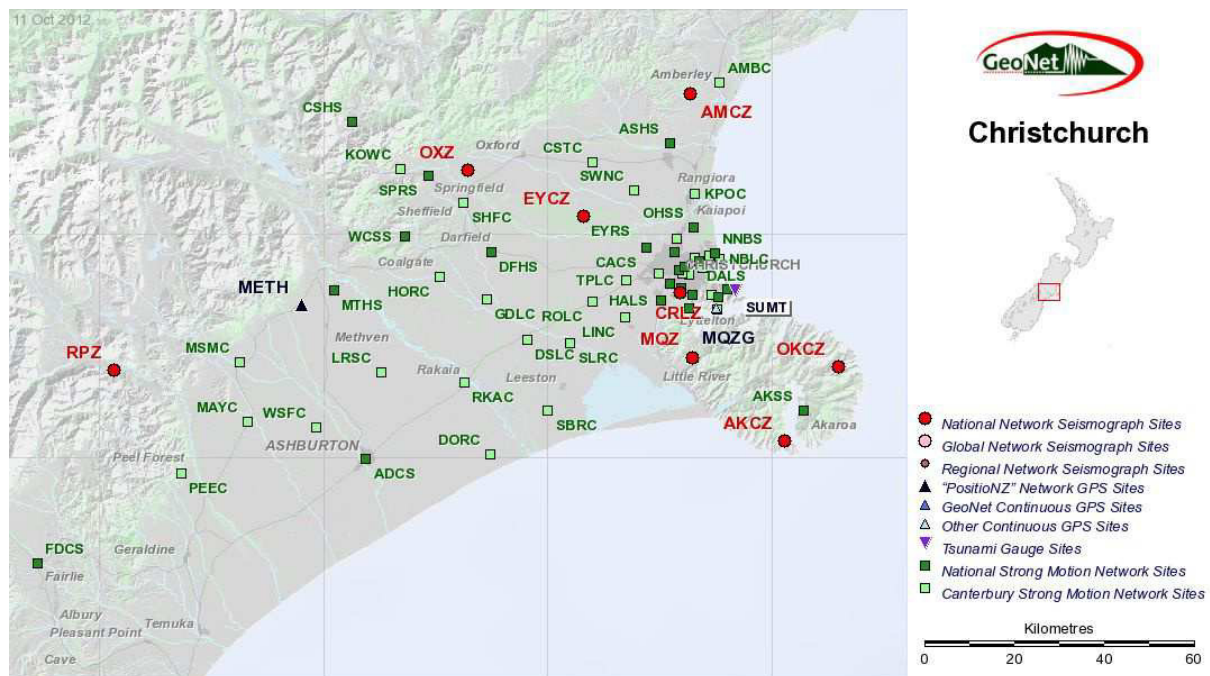 11 Oct 2012
Amberley
AMBC
AMCZ
CSHS
ASHS
KOWC
OXZ
Oxford
CSTC
SPRS
Springfield
SWNC
Rangiora
EYCZ
KPOC
Sheffield
SHFC
OHSS
Kaiapoi
WCSS
Darfield
EYRS
NNBS
Coalgate
DFHS
CACS
NBLC
CHRISTCHURCH
TPLC
DALS
METH
MTHS
HORC
GDLC
ROLC
HALS
SUMT
CRLZ
Lyttelton
Methven
LINC
MQZ
MQZG
OKCZ
RPZ
MSMC
LRSC
Rakaia
DSLC
SLRC
Leeston
Little River
RKAC
AKSS
MAYC
WSFC
SBRC
AKCZ
Akaroa
ASHBURTON
DORC
Peel Forest
ADCS
PEEC
FDCS
Geraldine
Fairlie
Albury
Temuka
Pleasant Point
Cave
GeoNet
Christchurch
National Network Seismograph Sites
Global Network Seismograph Sites
Regional Network Seismograph Sites
“PositioNZ” Network GPS Sites
GeoNet Continuous GPS Sites
Other Continuous GPS Sites
Tsunami Gauge Sites
National Strong Motion Network Sites
Canterbury Strong Motion Network Sites
Kilometres
0 20 40 60